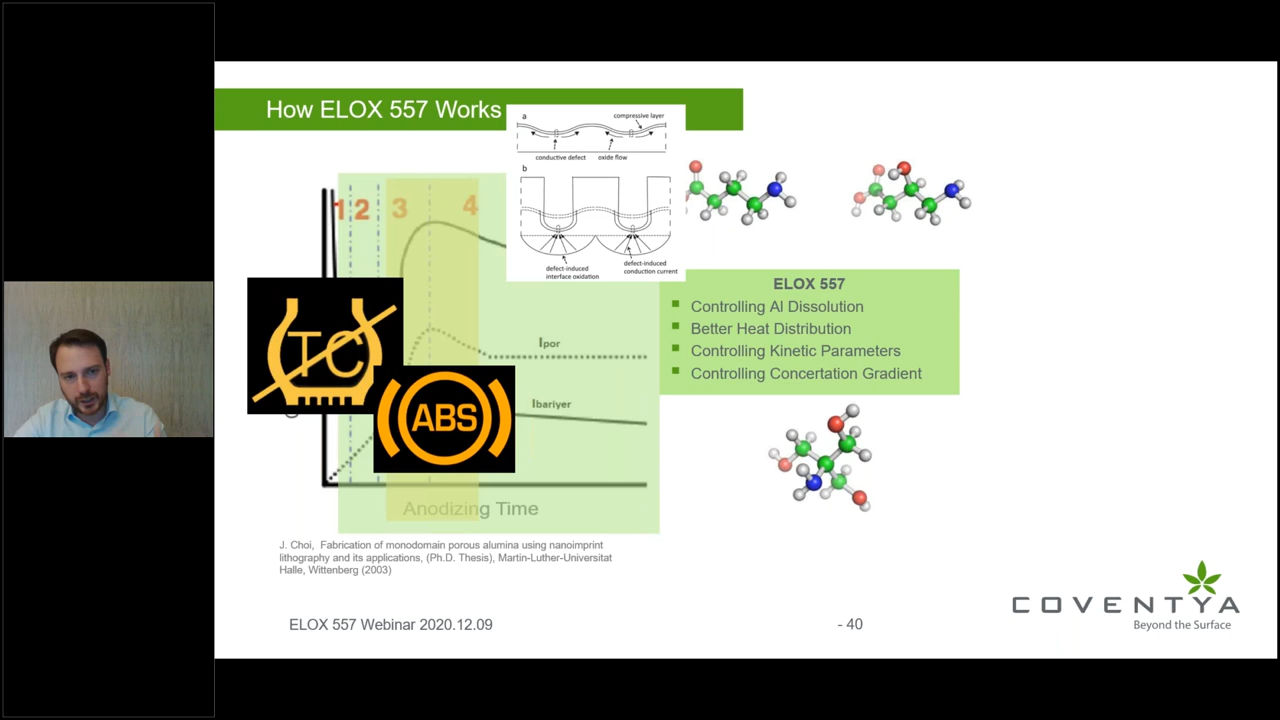 How ELOX 557 Works
a
compressive layer
conductive defect
oxide flow
b
defect-induced
interface oxidation
defect-induced
conduction current
1 2 3 4
TC
ABS
Ipor
Ibariyer
Anodizing Time
ELOX 557
Controlling Al Dissolution
Better Heat Distribution
Controlling Kinetic Parameters
Controlling Concertation Gradient
J. Choi, Fabrication of monodomain porous alumina using nanoimprint
lithography and its applications, (Ph.D. Thesis), Martin-Luther-Universitat
Halle, Wittenberg (2003)
ELOX 557 Webinar 2020.12.09
- 40
COVENTYA
Beyond the Surface